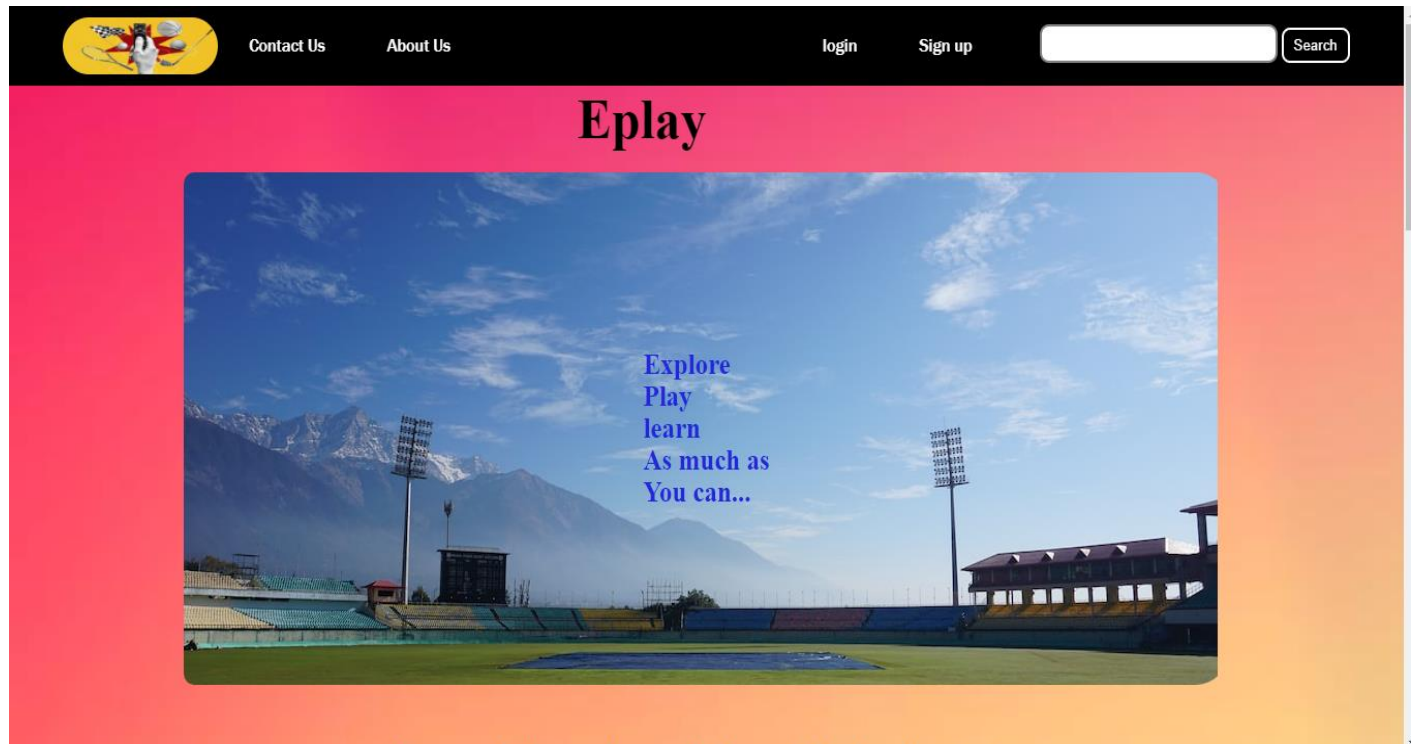 Contact Us
About Us
login
Sign up
Search
Eplay
Explore
Play
learn
As much as
You can...